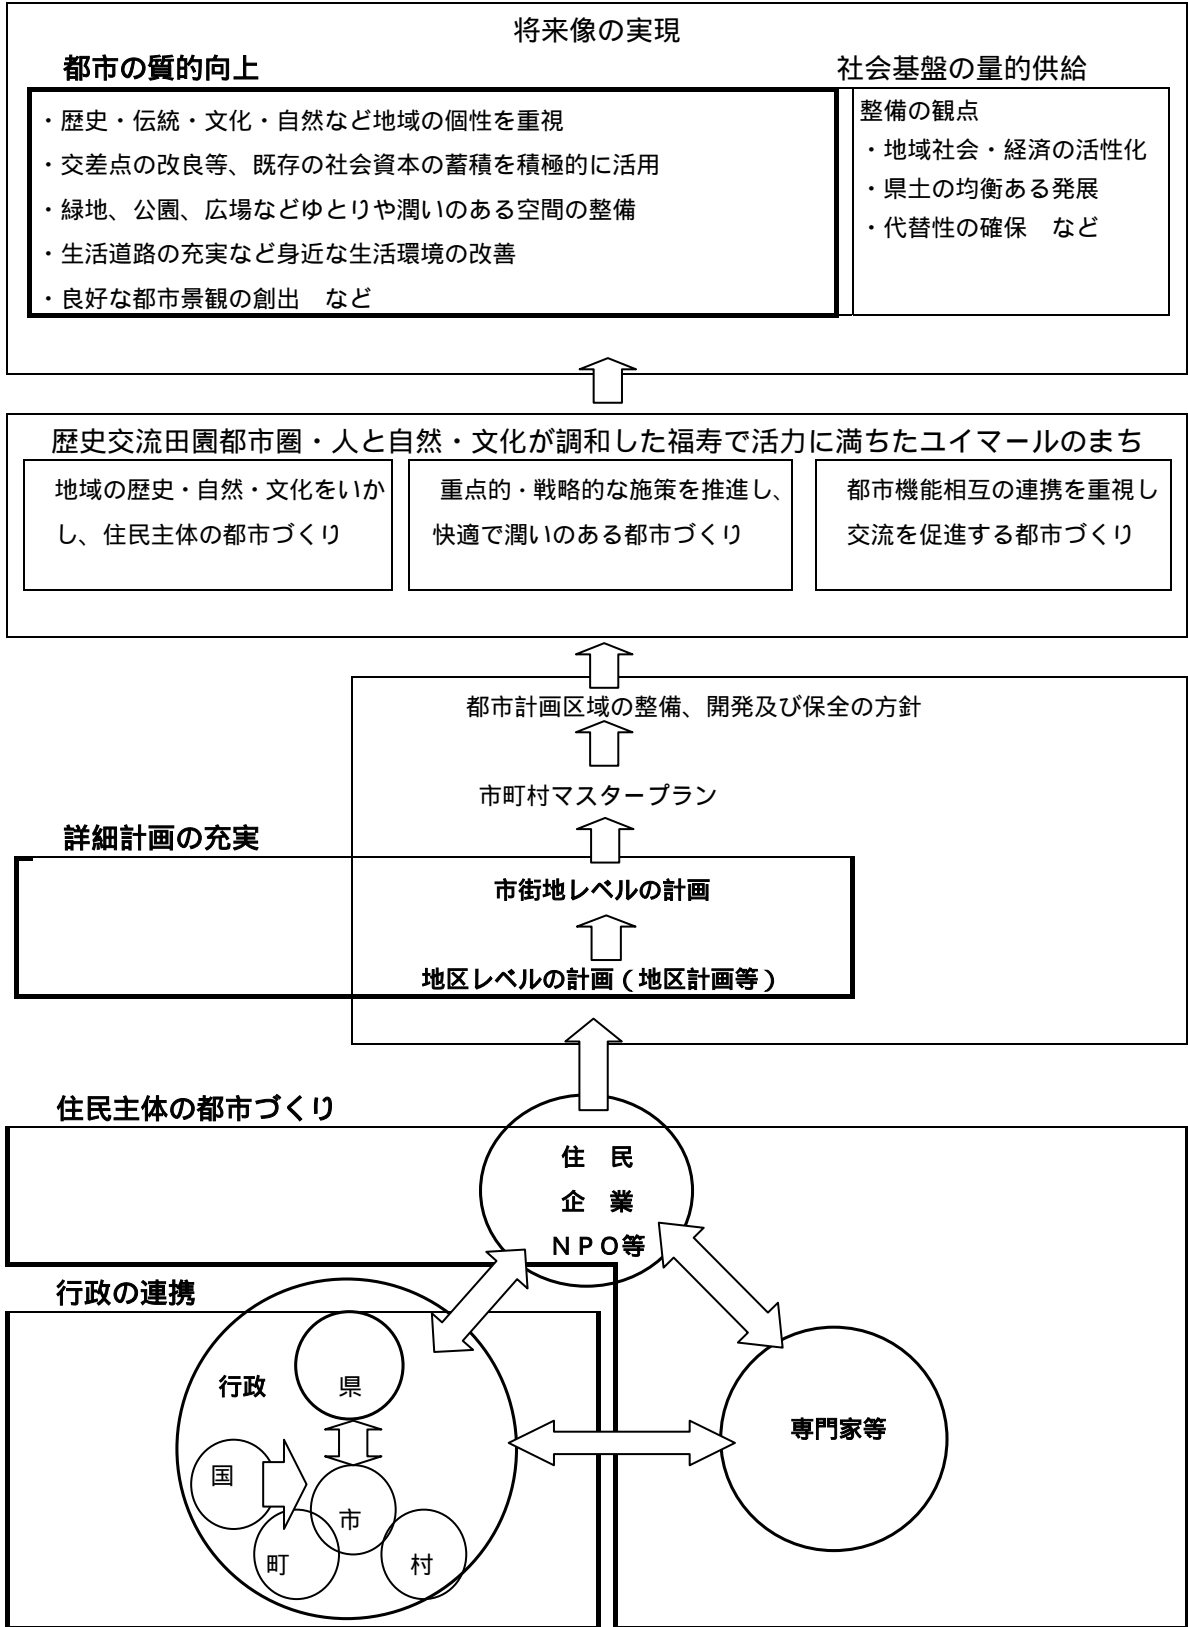 将来像の実現
都市の質的向上
社会基盤の量的供給
・歴史・伝統・文化・自然など地域の個性を重視
・交差点の改良等、既存の社会資本の蓄積を積極的に活用
・緑地、公園、広場などゆとりや潤いのある空間の整備
・生活道路の充実など身近な生活環境の改善
・良好な都市景観の創出　など
整備の観点
・地域社会・経済の活性化
・県土の均衡ある発展
・代替性の確保　など
歴史交流田園都市圏・人と自然・文化が調和した福寿で活力に満ちたユイマールのまち
地域の歴史・自然・文化をいか
し、住民主体の都市づくり
重点的・戦略的な施策を推進し、
快適で潤いのある都市づくり
都市機能相互の連携を重視し
交流を促進する都市づくり
都市計画区域の整備、開発及び保全の方針
市町村マスタープラン
詳細計画の充実
市街地レベルの計画
地区レベルの計画（地区計画等）
住民主体の都市づくり
住　民
企　業
ＮＰＯ等
行政の連携
行政
県
国
市
町
村
専門家等